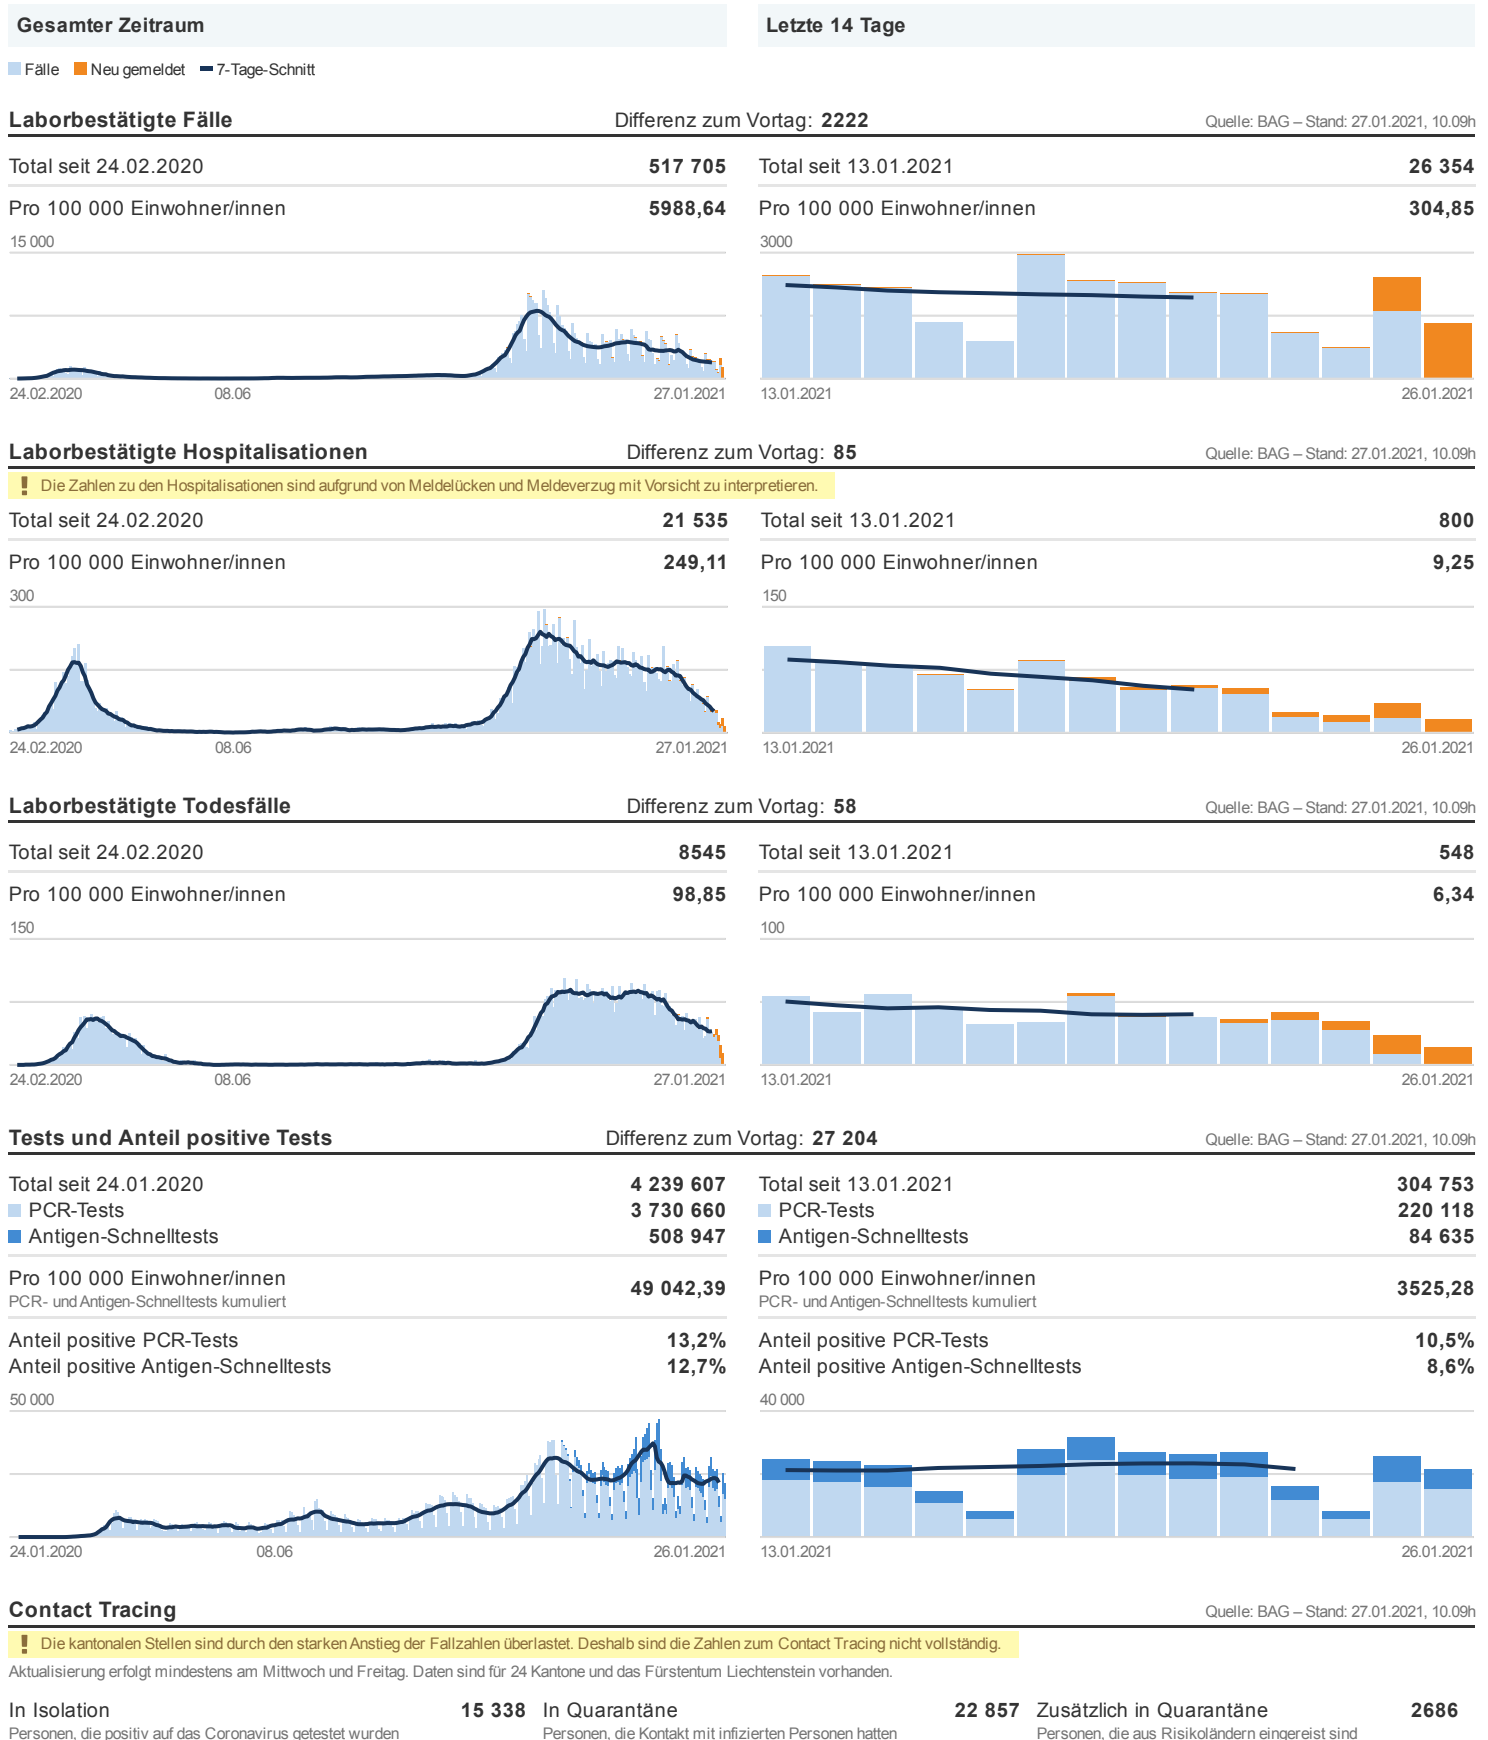 Gesamter Zeitraum
Letzte 14 Tage
Fälle Neu gemeldet 7-Tage-Schnitt
Laborbestätigte Fälle Differenz zum Vortag: 2222 Quelle: BAG – Stand: 27.01.2021, 10.09h
Total seit 24.02.2020 517 705
Pro 100 000 Einwohner/innen 5988,64
15 000
24.02.2020 08.06 27.01.2021
Total seit 13.01.2021 26 354
Pro 100 000 Einwohner/innen 304,85
3000
13.01.2021 26.01.2021
Laborbestätigte Hospitalisationen Differenz zum Vortag: 85 Quelle: BAG – Stand: 27.01.2021, 10.09h
! Die Zahlen zu den Hospitalisationen sind aufgrund von Meldelücken und Meldeverzug mit Vorsicht zu interpretieren.
Total seit 24.02.2020 21 535
Pro 100 000 Einwohner/innen 249,11
300
24.02.2020 08.06 27.01.2021
Total seit 13.01.2021 800
Pro 100 000 Einwohner/innen 9,25
150
13.01.2021 26.01.2021
Laborbestätigte Todesfälle Differenz zum Vortag: 58 Quelle: BAG – Stand: 27.01.2021, 10.09h
Total seit 24.02.2020 8545
Pro 100 000 Einwohner/innen 98,85
150
24.02.2020 08.06 27.01.2021
Total seit 13.01.2021 548
Pro 100 000 Einwohner/innen 6,34
100
13.01.2021 26.01.2021
Tests und Anteil positive Tests Differenz zum Vortag: 27 204 Quelle: BAG – Stand: 27.01.2021, 10.09h
Total seit 24.01.2020 4 239 607
PCR-Tests 3 730 660
Antigen-Schnelltests 508 947
Pro 100 000 Einwohner/innen 49 042,39
PCR- und Antigen-Schnelltests kumuliert
Anteil positive PCR-Tests 13,2%
Anteil positive Antigen-Schnelltests 12,7%
50 000
24.01.2020 08.06 26.01.2021
Total seit 13.01.2021 304 753
PCR-Tests 220 118
Antigen-Schnelltests 84 635
Pro 100 000 Einwohner/innen 3525,28
PCR- und Antigen-Schnelltests kumuliert
Anteil positive PCR-Tests 10,5%
Anteil positive Antigen-Schnelltests 8,6%
40 000
13.01.2021 26.01.2021
Contact Tracing Quelle: BAG – Stand: 27.01.2021, 10.09h
! Die kantonalen Stellen sind durch den starken Anstieg der Fallzahlen überlastet. Deshalb sind die Zahlen zum Contact Tracing nicht vollständig.
Aktualisierung erfolgt mindestens am Mittwoch und Freitag. Daten sind für 24 Kantone und das Fürstentum Liechtenstein vorhanden.
In Isolation 15 338
Personen, die positiv auf das Coronavirus getestet wurden
In Quarantäne 22 857
Personen, die Kontakt mit infizierten Personen hatten
Zusätzlich in Quarantäne 2686
Personen, die aus Risikoländern eingereist sind